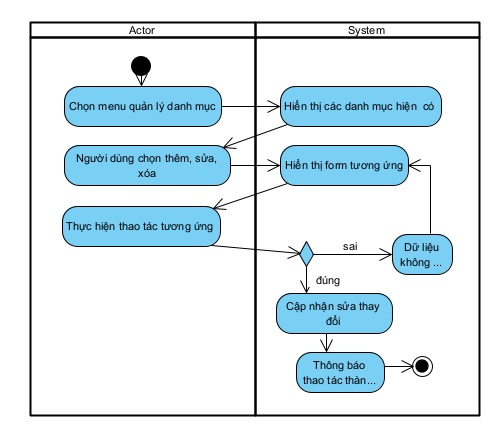 Actor
System
Chọn menu quản lý danh mục
Hiển thị các danh mục hiện có
Người dùng chọn thêm, sửa,
xóa
Hiển thị form tương ứng
Thực hiện thao tác tương ứng
sai
Dữ liệu
không ...
đúng
Cập nhận sửa thay
đổi
Thông báo
thao tác thàn...